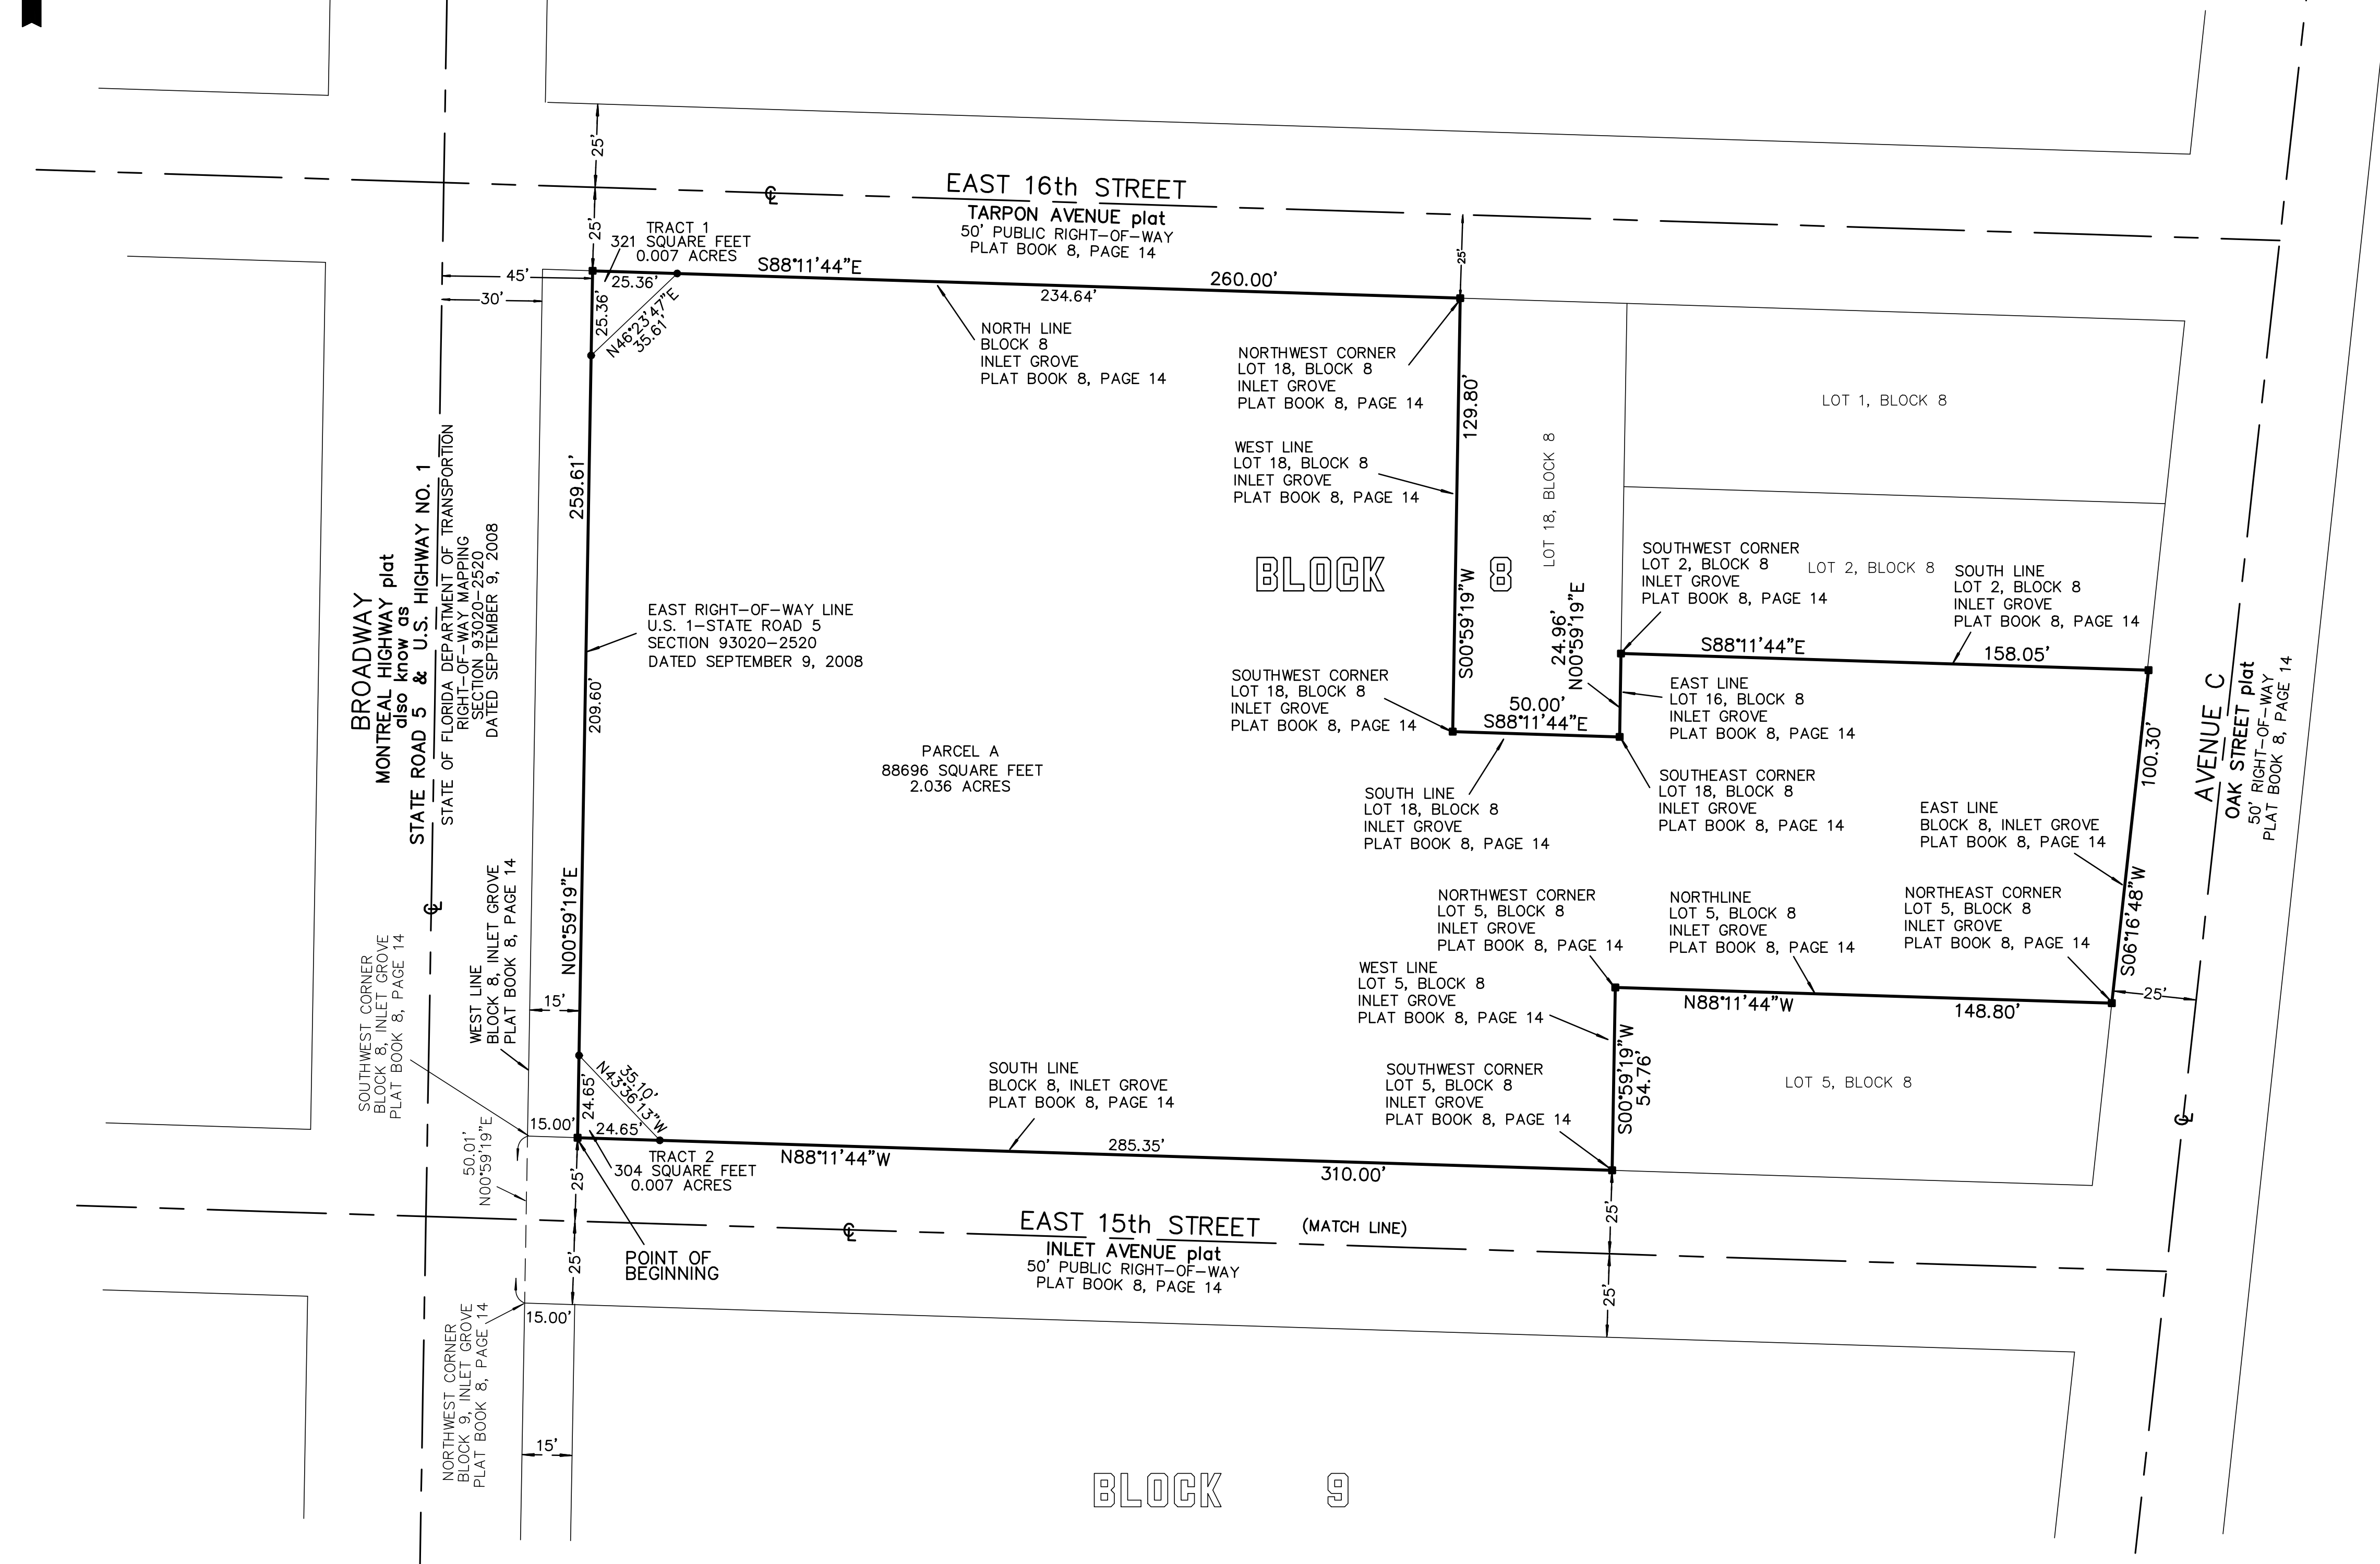 25'
EAST 16th STREET
TARPON AVENUE plat
50' PUBLIC RIGHT-OF-WAY
PLAT BOOK 8, PAGE 14
25'
25'
TRACT 1
321 SQUARE FEET
0.007 ACRES
45'
30'
25.36'
25.36'
N46°23'47"E
35.61'
S88°11'44"E
260.00'
234.64'
NORTH LINE
BLOCK 8
INLET GROVE
PLAT BOOK 8, PAGE 14
NORTHWEST CORNER
LOT 18, BLOCK 8
INLET GROVE
PLAT BOOK 8, PAGE 14
129.80'
WEST LINE
LOT 18, BLOCK 8
INLET GROVE
PLAT BOOK 8, PAGE 14
LOT 18, BLOCK 8
LOT 1, BLOCK 8
259.61'
BLOCK 8
S00°59'19"W
24.96'
N00°59'19"E
SOUTHWEST CORNER
LOT 2, BLOCK 8
INLET GROVE
PLAT BOOK 8, PAGE 14
LOT 2, BLOCK 8
SOUTH LINE
LOT 2, BLOCK 8
INLET GROVE
PLAT BOOK 8, PAGE 14
S88°11'44"E
158.05'
BROADWAY
MONTREAL HIGHWAY plat
also know as
STATE ROAD 5 & U.S. HIGHWAY NO. 1
STATE OF FLORIDA DEPARTMENT OF TRANSPORTION
RIGHT-OF-WAY MAPPING
SECTION 93020-2520
DATED SEPTEMBER 9, 2008
EAST RIGHT-OF-WAY LINE
U.S. 1-STATE ROAD 5
SECTION 93020-2520
DATED SEPTEMBER 9, 2008
209.60'
PARCEL A
88696 SQUARE FEET
2.036 ACRES
SOUTHWEST CORNER
LOT 18, BLOCK 8
INLET GROVE
PLAT BOOK 8, PAGE 14
50.00'
S88°11'44"E
EAST LINE
LOT 16, BLOCK 8
INLET GROVE
PLAT BOOK 8, PAGE 14
SOUTH LINE
LOT 18, BLOCK 8
INLET GROVE
PLAT BOOK 8, PAGE 14
SOUTHEAST CORNER
LOT 18, BLOCK 8
INLET GROVE
PLAT BOOK 8, PAGE 14
100.30'
AVENUE C
OAK STREET plat
50' RIGHT-OF-WAY
PLAT BOOK 8, PAGE 14
EAST LINE
BLOCK 8, INLET GROVE
PLAT BOOK 8, PAGE 14
S06°16'48"W
N00°59'19"E
WEST LINE
BLOCK 8, INLET GROVE
PLAT BOOK 8, PAGE 14
SOUTHWEST CORNER
BLOCK 8, INLET GROVE
PLAT BOOK 8, PAGE 14
15'
NORTHWEST CORNER
LOT 5, BLOCK 8
INLET GROVE
PLAT BOOK 8, PAGE 14
NORTHLINE
LOT 5, BLOCK 8
INLET GROVE
PLAT BOOK 8, PAGE 14
NORTHEAST CORNER
LOT 5, BLOCK 8
INLET GROVE
PLAT BOOK 8, PAGE 14
WEST LINE
LOT 5, BLOCK 8
INLET GROVE
PLAT BOOK 8, PAGE 14
N88°11'44"W
148.80'
25'
S00°59'19"W
54.76'
SOUTH LINE
BLOCK 8, INLET GROVE
PLAT BOOK 8, PAGE 14
SOUTHWEST CORNER
LOT 5, BLOCK 8
INLET GROVE
PLAT BOOK 8, PAGE 14
LOT 5, BLOCK 8
35.10'
N43°36'13"W
24.65'
24.65'
15.00'
50.01'
N00°59'19"E
TRACT 2
304 SQUARE FEET
0.007 ACRES
N88°11'44"W
285.35'
310.00'
25'
25'
25'
25'
POINT OF
BEGINNING
EAST 15th STREET (MATCH LINE)
INLET AVENUE plat
50' PUBLIC RIGHT-OF-WAY
PLAT BOOK 8, PAGE 14
15.00'
NORTHWEST CORNER
BLOCK 9, INLET GROVE
PLAT BOOK 8, PAGE 14
15'
BLOCK 9